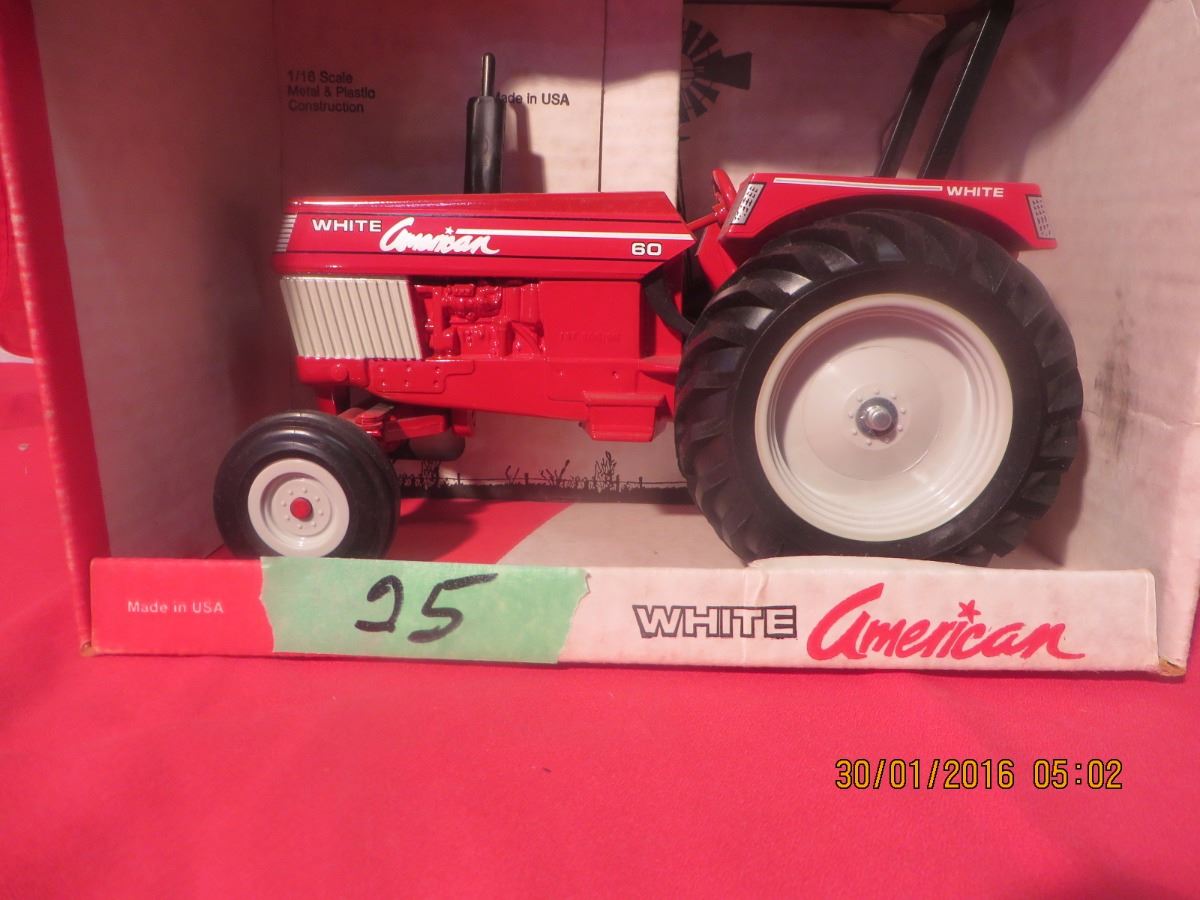 1/16 Scale
Metal & Plastic
Construction
Made in USA
WHITE American 60
WHITE
Made in USA
25
WHITE American
30/01/2016 05:02